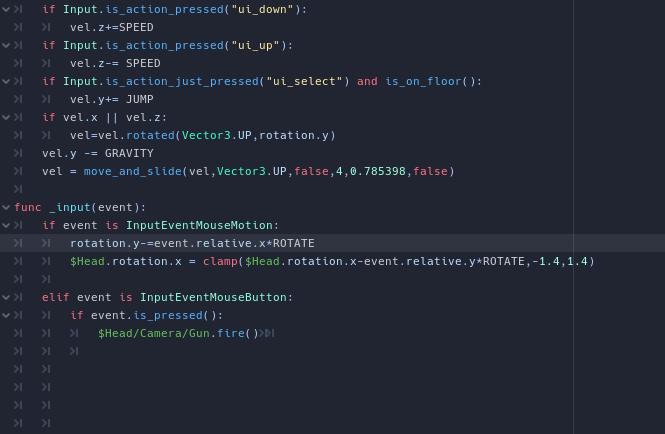 if Input.is_action_pressed("ui_down"):
vel.z+=SPEED
if Input.is_action_pressed("ui_up"):
vel.z-= SPEED
if Input.is_action_just_pressed("ui_select") and is_on_floor():
vel.y+= JUMP
if vel.x || vel.z:
vel=vel.rotated(Vector3.UP,rotation.y)
vel.y -= GRAVITY
vel = move_and_slide(vel,Vector3.UP,false,4,0.785398,false)
func _input(event):
if event is InputEventMouseMotion:
rotation.y-=event.relative.x*ROTATE
$Head.rotation.x = clamp($Head.rotation.x-event.relative.y*ROTATE,-1.4,1.4)
elif event is InputEventMouseButton:
if event.is_pressed():
$Head/Camera/Gun.fire()